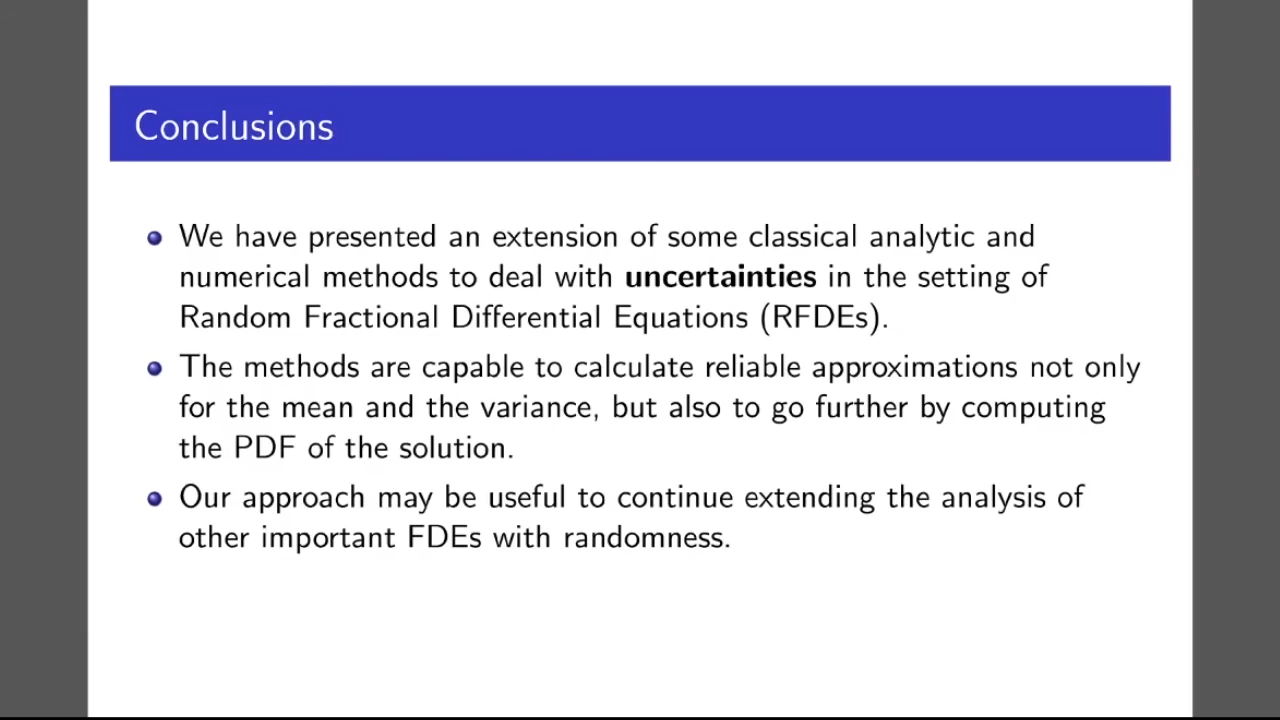 Conclusions
We have presented an extension of some classical analytic and
numerical methods to deal with uncertainties in the setting of
Random Fractional Differential Equations (RFDEs).
The methods are capable to calculate reliable approximations not only
for the mean and the variance, but also to go further by computing
the PDF of the solution.
Our approach may be useful to continue extending the analysis of
other important FDEs with randomness.